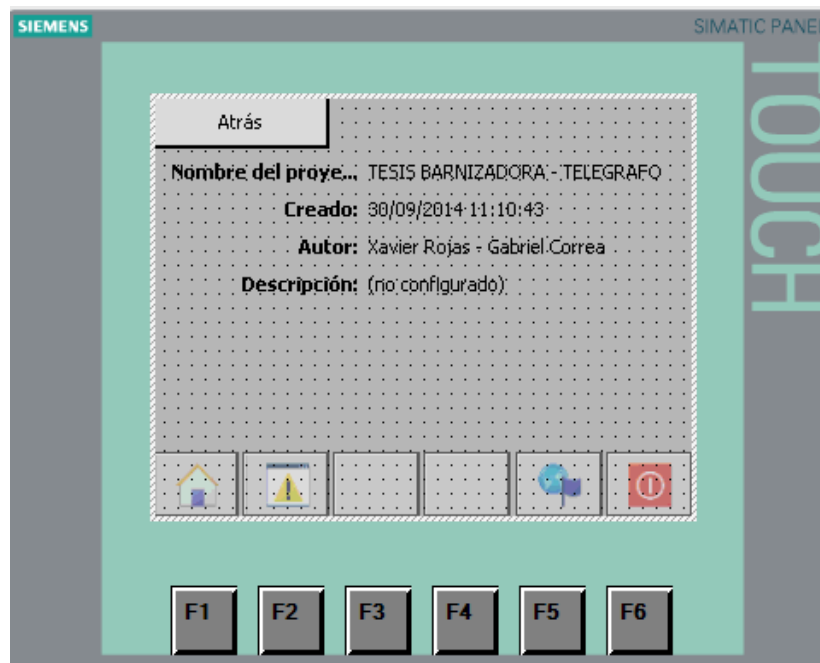 SIEMENS
SIMATIC PANE
TOUCH
Atrás
Nombre del proye... TESIS BARNIZADORA - TELEGRAFO
Creado: 30/09/2014 11:10:43
Autor: Xavier Rojas - Gabriel Correa
Descripción: (no configurado)
F1 F2 F3 F4 F5 F6